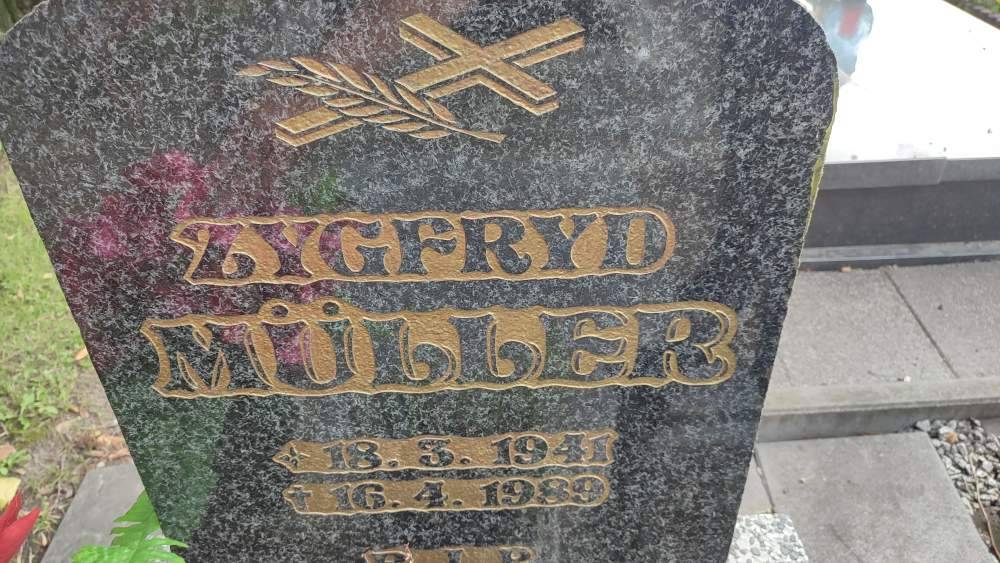 ZYGFRYD
MÜLLER
* 18. 3. 1941
† 16. 4. 1989
R.I.P.